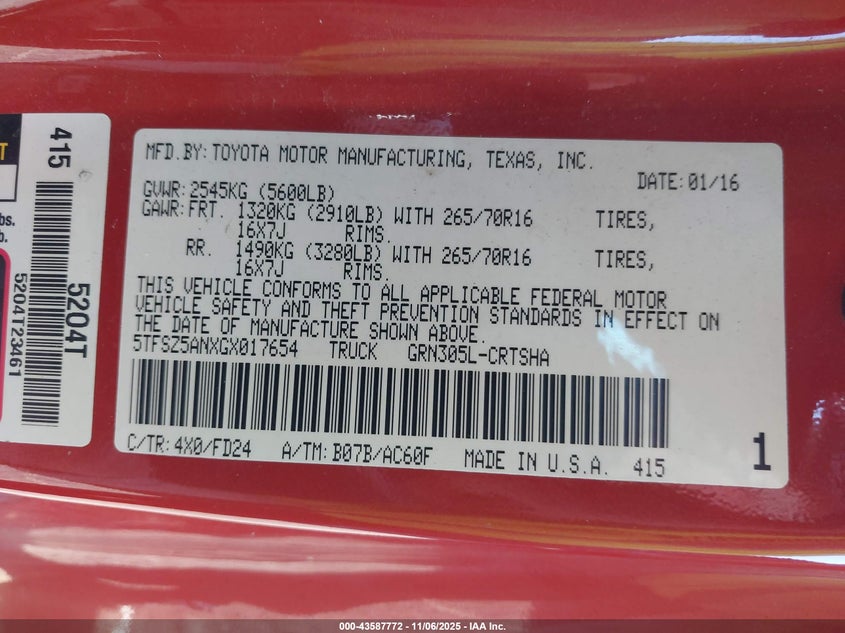 T
lbs.
b.
415
5204T
5204T23461
MFD.BY:TOYOTA MOTOR MANUFACTURING, TEXAS, INC.
DATE:01/16
GVWR:2545KG (5600LB)
GAWR:FRT. 1320KG (2910LB) WITH 265/70R16 TIRES,
16X7J RIMS.
RR. 1490KG (3280LB) WITH 265/70R16 TIRES,
16X7J RIMS.
THIS VEHICLE CONFORMS TO ALL APPLICABLE FEDERAL MOTOR
VEHICLE SAFETY AND THEFT PREVENTION STANDARDS IN EFFECT ON
THE DATE OF MANUFACTURE SHOWN ABOVE.
5TFSZ5ANXGX017654 TRUCK GRN305L-CRTSHA
C/TR:4X0/FD24 A/TM:B07B/AC60F MADE IN U.S.A. 415
1
000-43587772 - 11/06/2025 - IAA Inc.